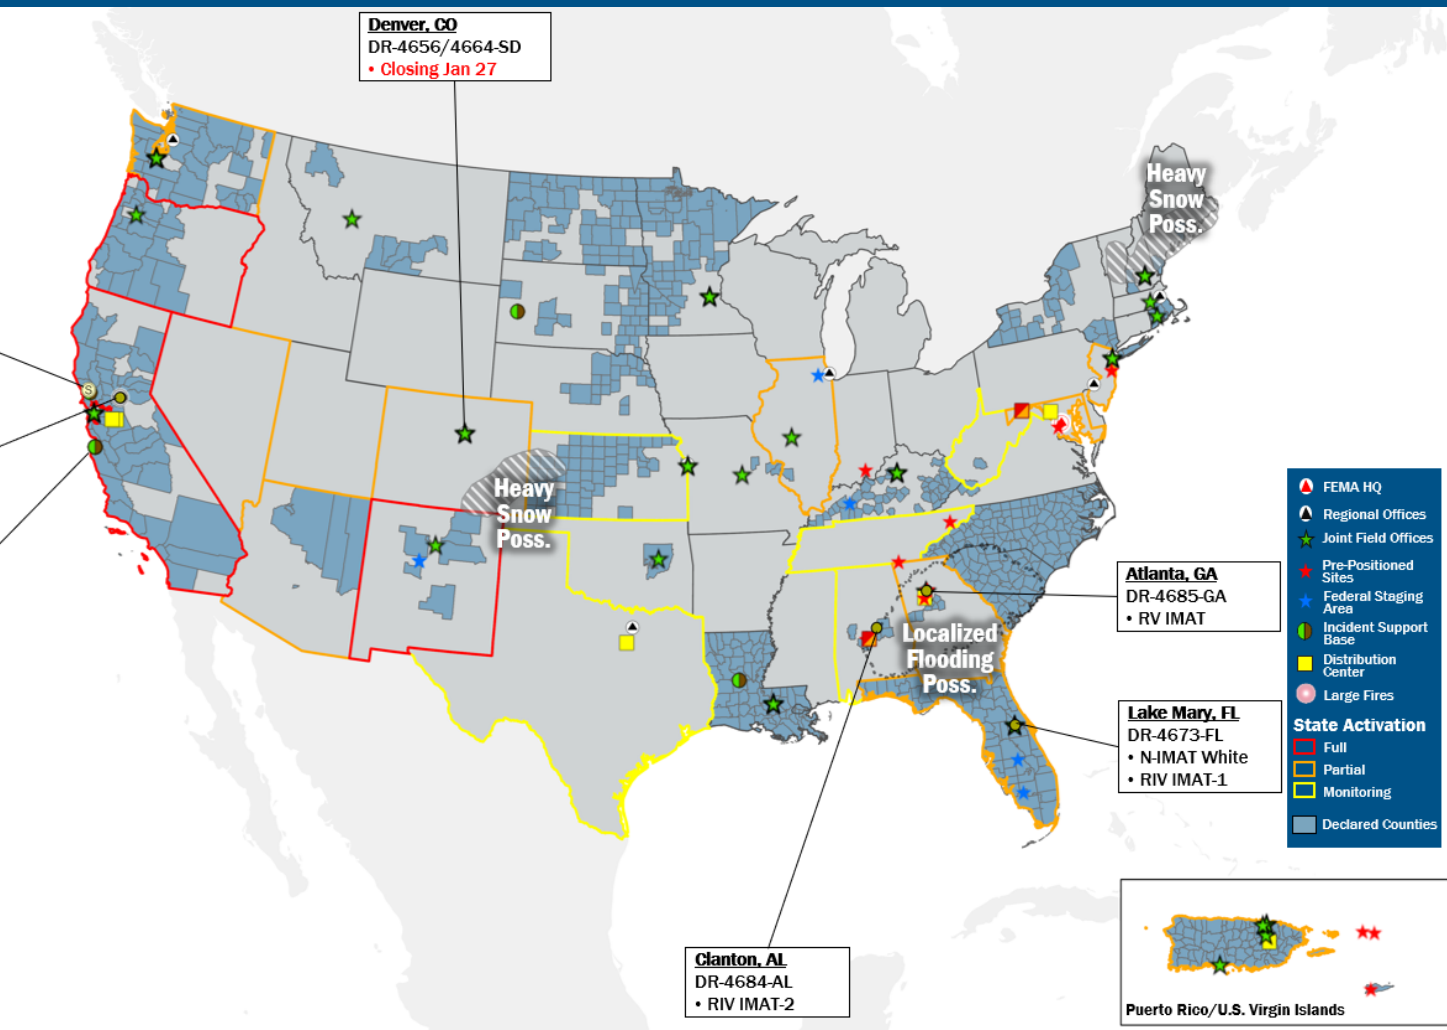 Denver, CO
DR-4656/4664-SD
• Closing Jan 27
Heavy
Snow
Poss.
S
Heavy
Snow
Poss.
Localized
Flooding
Poss.
Atlanta, GA
DR-4685-GA
• RV IMAT
Lake Mary, FL
DR-4673-FL
• N-IMAT White
• RIV IMAT-1
Clanton, AL
DR-4684-AL
• RIV IMAT-2
FEMA HQ
Regional Offices
Joint Field Offices
Pre-Positioned
Sites
Federal Staging
Area
Incident Support
Base
Distribution
Center
Large Fires
State Activation
Full
Partial
Monitoring
Declared Counties
Puerto Rico/U.S. Virgin Islands